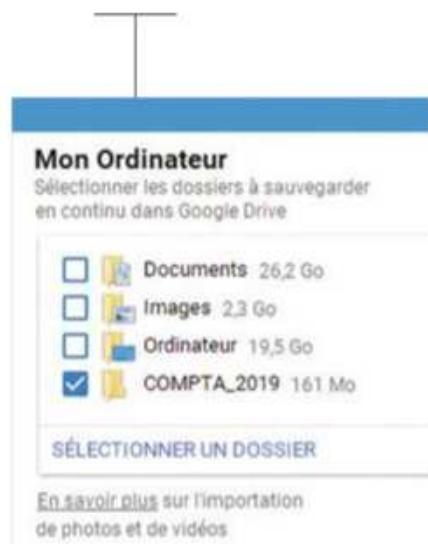 Mon Ordinateur
Sélectionner les dossiers à sauvegarder
en continu dans Google Drive
Documents 26,2 Go
Images 2,3 Go
Ordinateur 19,5 Go
COMPTA_2019 161 Mo
SÉLECTIONNER UN DOSSIER
En savoir plus sur l'importation
de photos et de vidéos